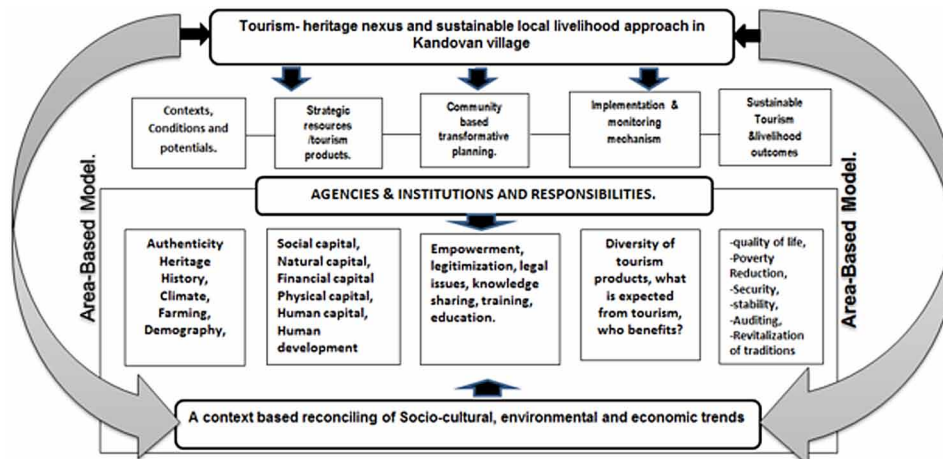 Tourism- heritage nexus and sustainable local livelihood approach in
Kandovan village
Contexts,
Conditions and
potentials.
Strategic
resources
/tourism
products.
Community
based
transformative
planning.
Implementation &
monitoring
mechanism
Sustainable
Tourism
&livelihood
outcomes
Area-Based Model.
AGENCIES & INSTITUTIONS AND RESPONSIBILITIES.
Authenticity
Heritage
History,
Climate,
Farming,
Demography,
Social capital,
Natural capital,
Financial capital
Physical capital,
Human capital,
Human
development
Empowerment,
legitimization, legal
issues, knowledge
sharing, training,
education.
Diversity of
tourism
products, what
is expected
from tourism,
who benefits?
-quality of life,
-Poverty
Reduction,
-Security,
-stability,
-Auditing,
-Revitalization
of traditions
Area-Based Model.
A context based reconciling of Socio-cultural, environmental and economic trends